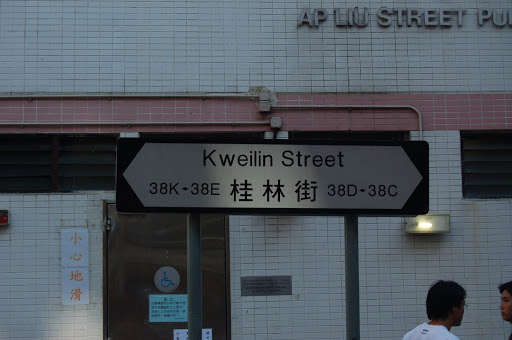 AP LIU STREET PU
Kweilin Street
38K 38E 桂林街 38D 38C
小心地滑